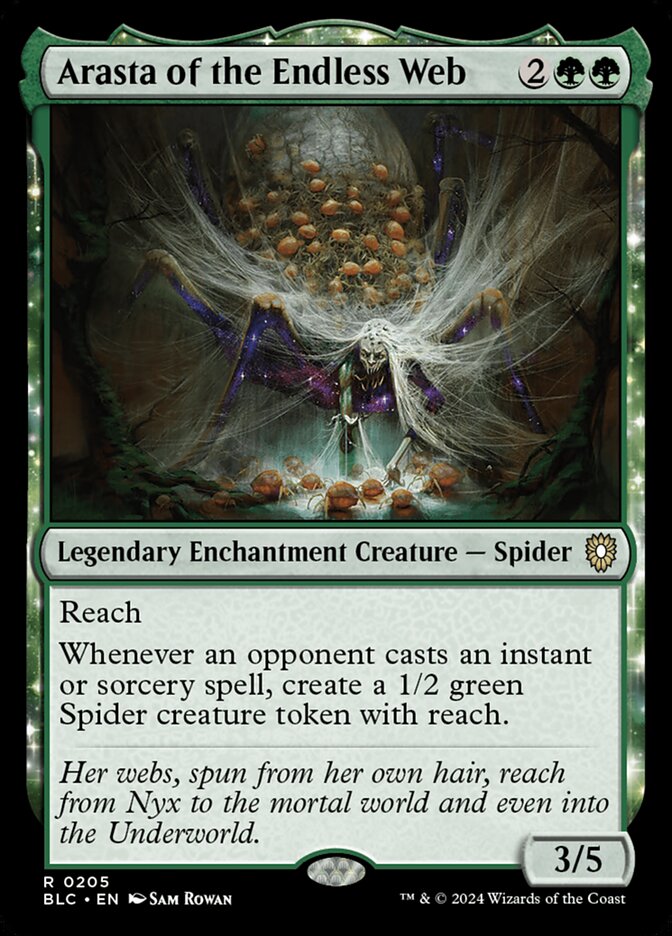 Arasta of the Endless Web 2
Legendary Enchantment Creature — Spider
Reach
Whenever an opponent casts an instant
or sorcery spell, create a 1/2 green
Spider creature token with reach.
Her webs, spun from her own hair, reach
from Nyx to the mortal world and even into
the Underworld.
3/5
R 0205
BLC • EN Sam Rowan
™ & © 2024 Wizards of the Coast